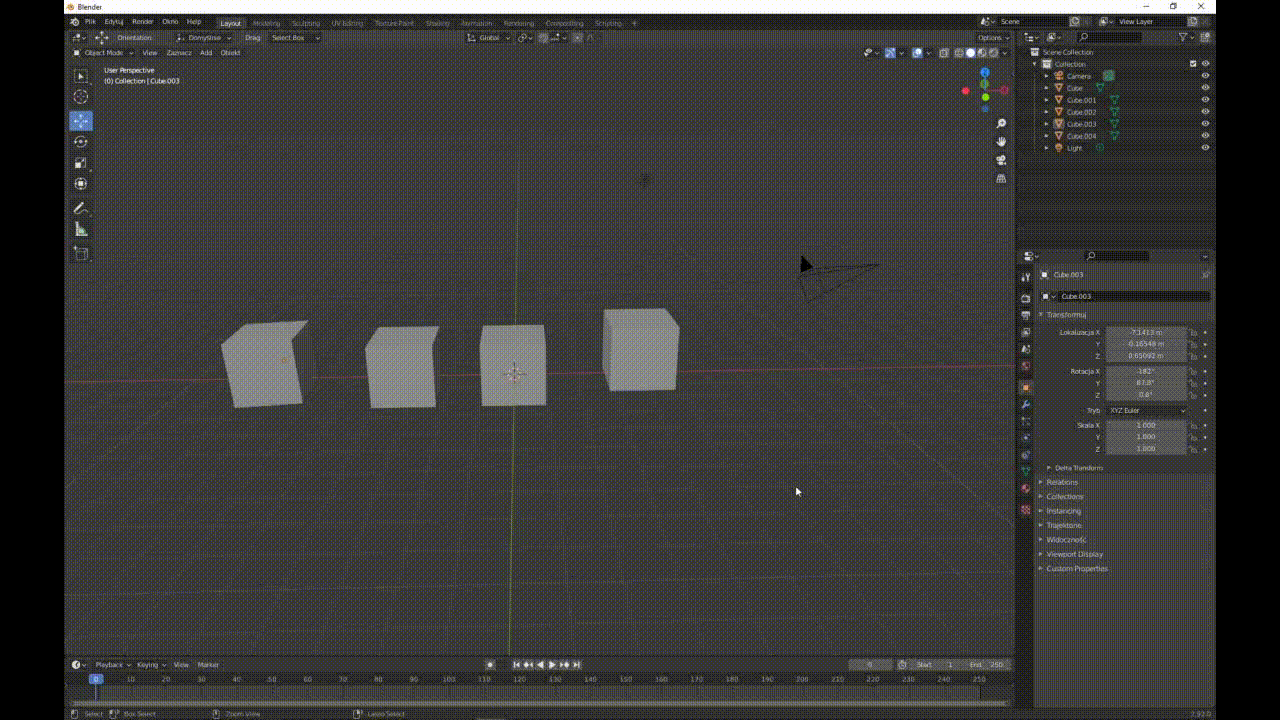 Blender
Plik Edytuj Render Okno Help Layout Modeling Sculpting UV Editing Texture Paint Shading Animation Rendering Compositing Scripting + Scene View Layer
Orientation: Domyślnie Drag: Select Box Global Options
Object Mode View Zaznacz Add Obiekt
User Perspective
(0) Collection | Cube.003
Scene Collection
Collection
Camera
Cube
Cube.001
Cube.002
Cube.003
Cube.004
Light
Cube.003
Cube.003
Transformuj
Lokalizacja X -7.1413 m
Y -0.16548 m
Z 0.65092 m
Rotacja X -182°
Y 87.8°
Z 0.8°
Tryb XYZ Euler
Skala X 1.000
Y 1.000
Z 1.000
Delta Transform
Relations
Collections
Instancing
Trajektorie
Widoczność
Viewport Display
Custom Properties
Playback Keying View Marker 0 Start 1 End 250
0 10 20 30 40 50 60 70 80 90 100 110 120 130 140 150 160 170 180 190 200 210 220 230 240 250
Select Box Select Zoom View Lasso Select 2.92.0